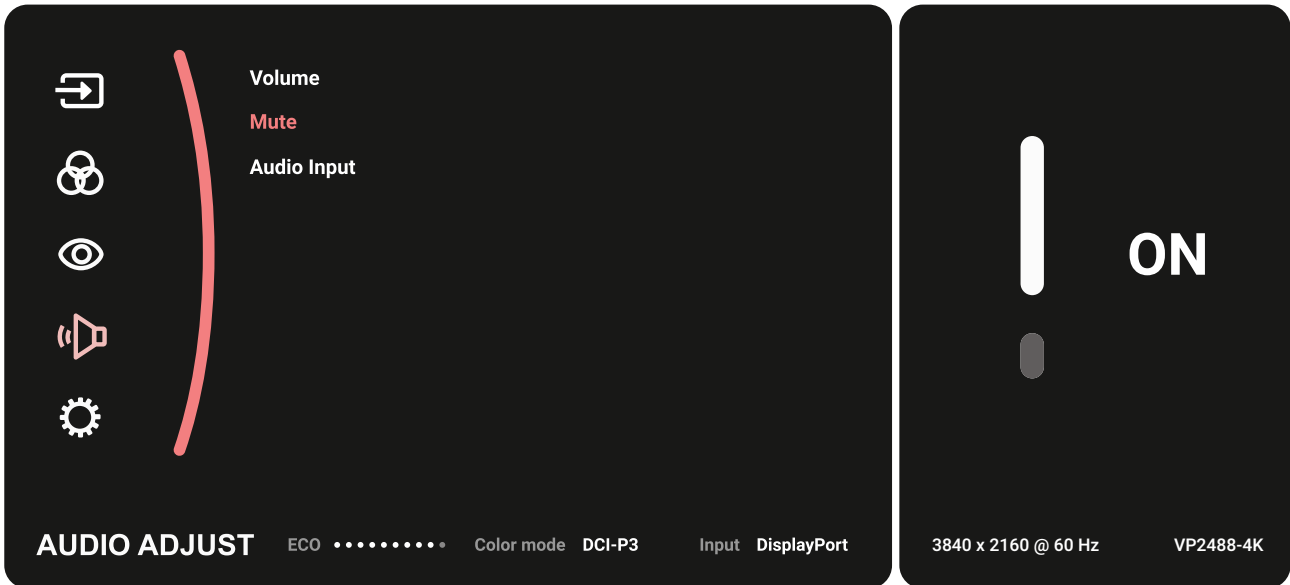 Volume
Mute
Audio Input
ON
AUDIO ADJUST ECO Color mode DCI-P3 Input DisplayPort
3840 x 2160 @ 60 Hz VP2488-4K